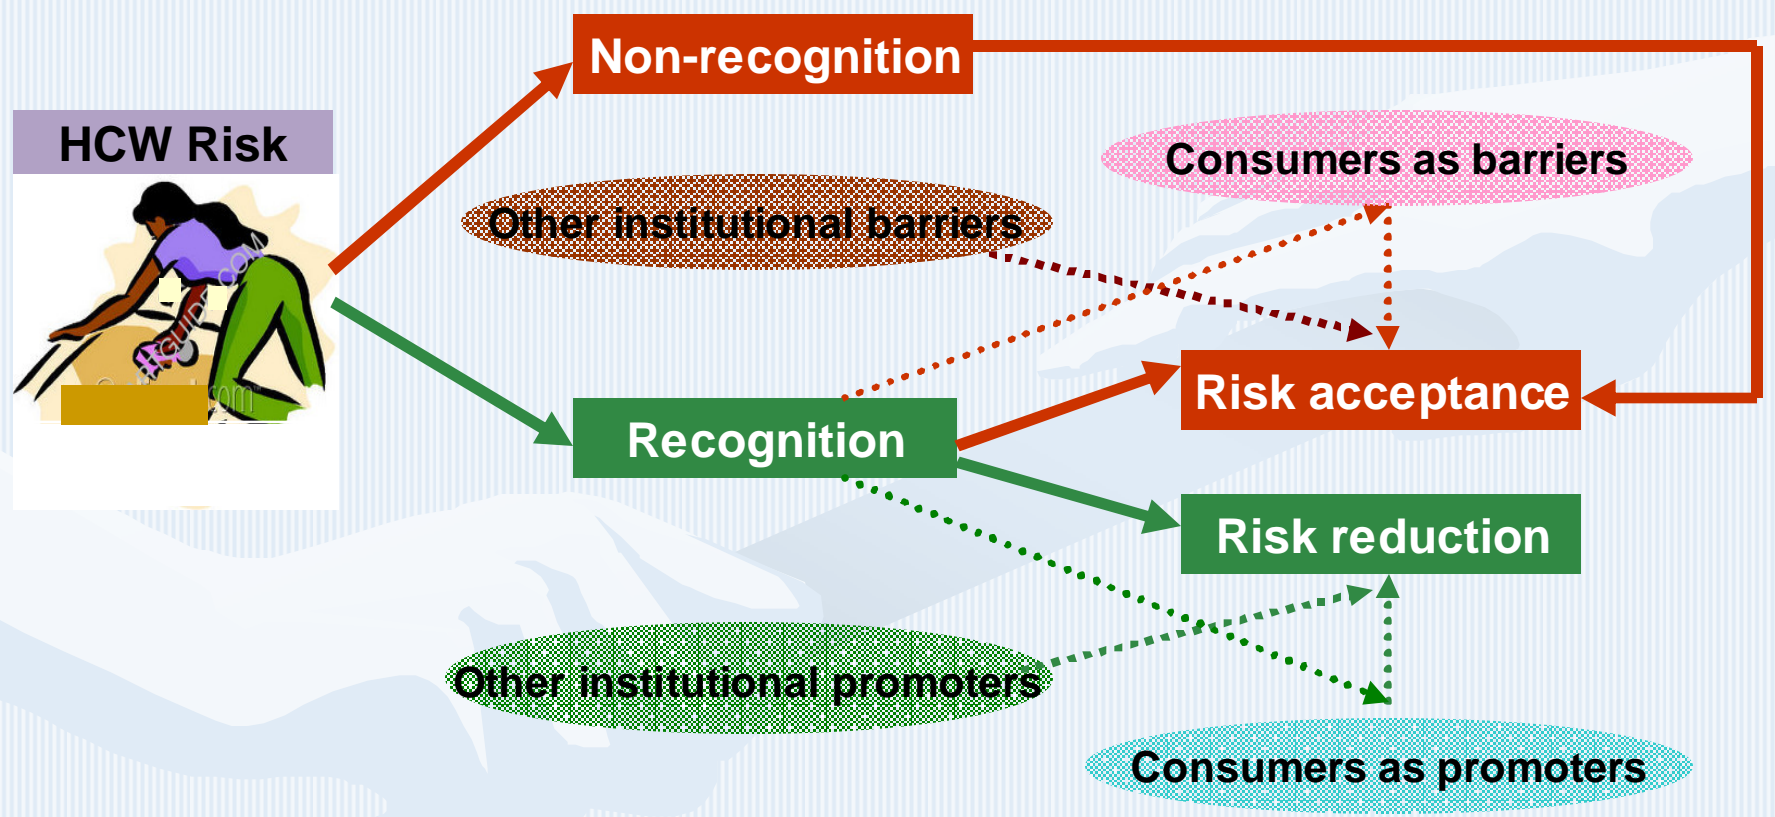 Non-recognition
HCW Risk
Consumers as barriers
Other institutional barriers
Risk acceptance
Recognition
Risk reduction
Other institutional promoters
Consumers as promoters